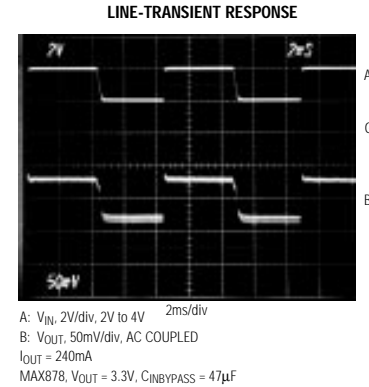 LINE-TRANSIENT RESPONSE
2V 2mS
A
B
50mV
2ms/div
A: VIN, 2V/div, 2V to 4V
B: VOUT, 50mV/div, AC COUPLED
IOUT = 240mA
MAX878, VOUT = 3.3V, CINBYPASS = 47μF